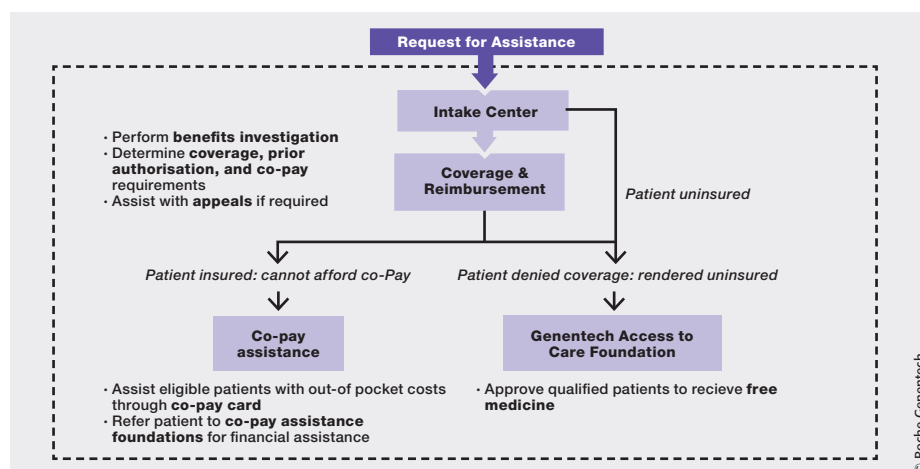 Request for Assistance
Intake Center
· Perform benefits investigation
· Determine coverage, prior
authorisation, and co-pay
requirements
· Assist with appeals if required
Coverage &
Reimbursement
Patient uninsured
Patient insured: cannot afford co-Pay
Patient denied coverage: rendered uninsured
Co-pay
assistance
Genentech Access to
Care Foundation
· Assist eligible patients with out-of pocket costs
through co-pay card
· Refer patient to co-pay assistance
foundations for financial assistance
· Approve qualified patients to recieve free
medicine
© Roche Genentech